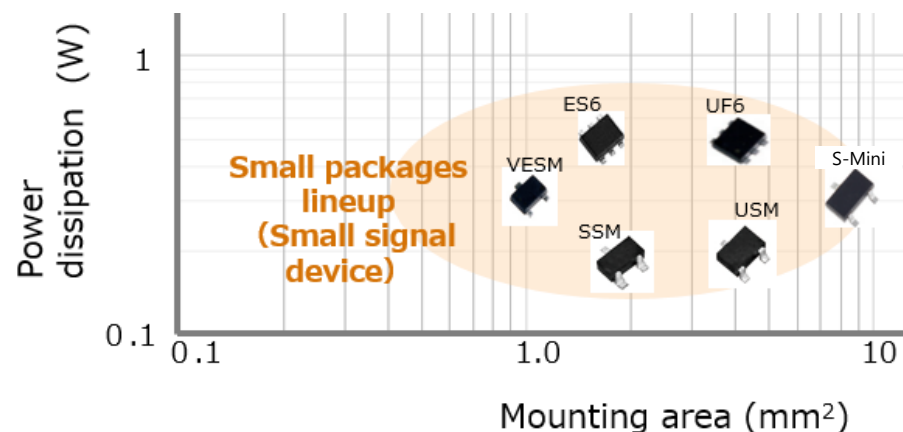 Power
dissipation (W)
1
0.1
ES6
UF6
VESM
S-Mini
Small packages
lineup
(Small signal
device)
SSM
USM
0.1
1.0
10
Mounting area (mm²)